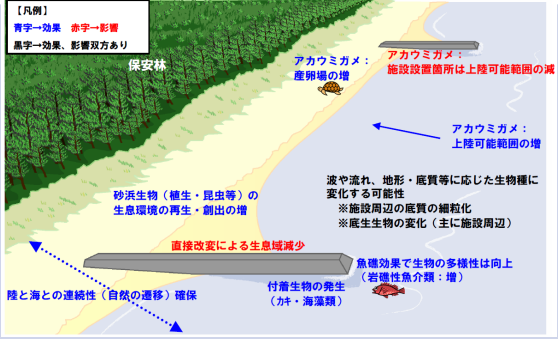 【凡例】
青字→効果　赤字→影響
黒字→効果、影響双方あり
保安林
アカウミガメ：
産卵場の増
アカウミガメ：
施設設置箇所は上陸可能範囲の減
アカウミガメ：
上陸可能範囲の増
波や流れ、地形・底質等に応じた生物種に
変化する可能性
※施設周辺の底質の細粒化
※底生生物の変化（主に施設周辺）
砂浜生物（植生・昆虫等）の
生息環境の再生・創出の増
直接改変による生息域減少
魚礁効果で生物の多様性は向上
（岩礁性魚介類：増）
付着生物の発生
（カキ・海藻類）
陸と海との連続性（自然の遷移）確保